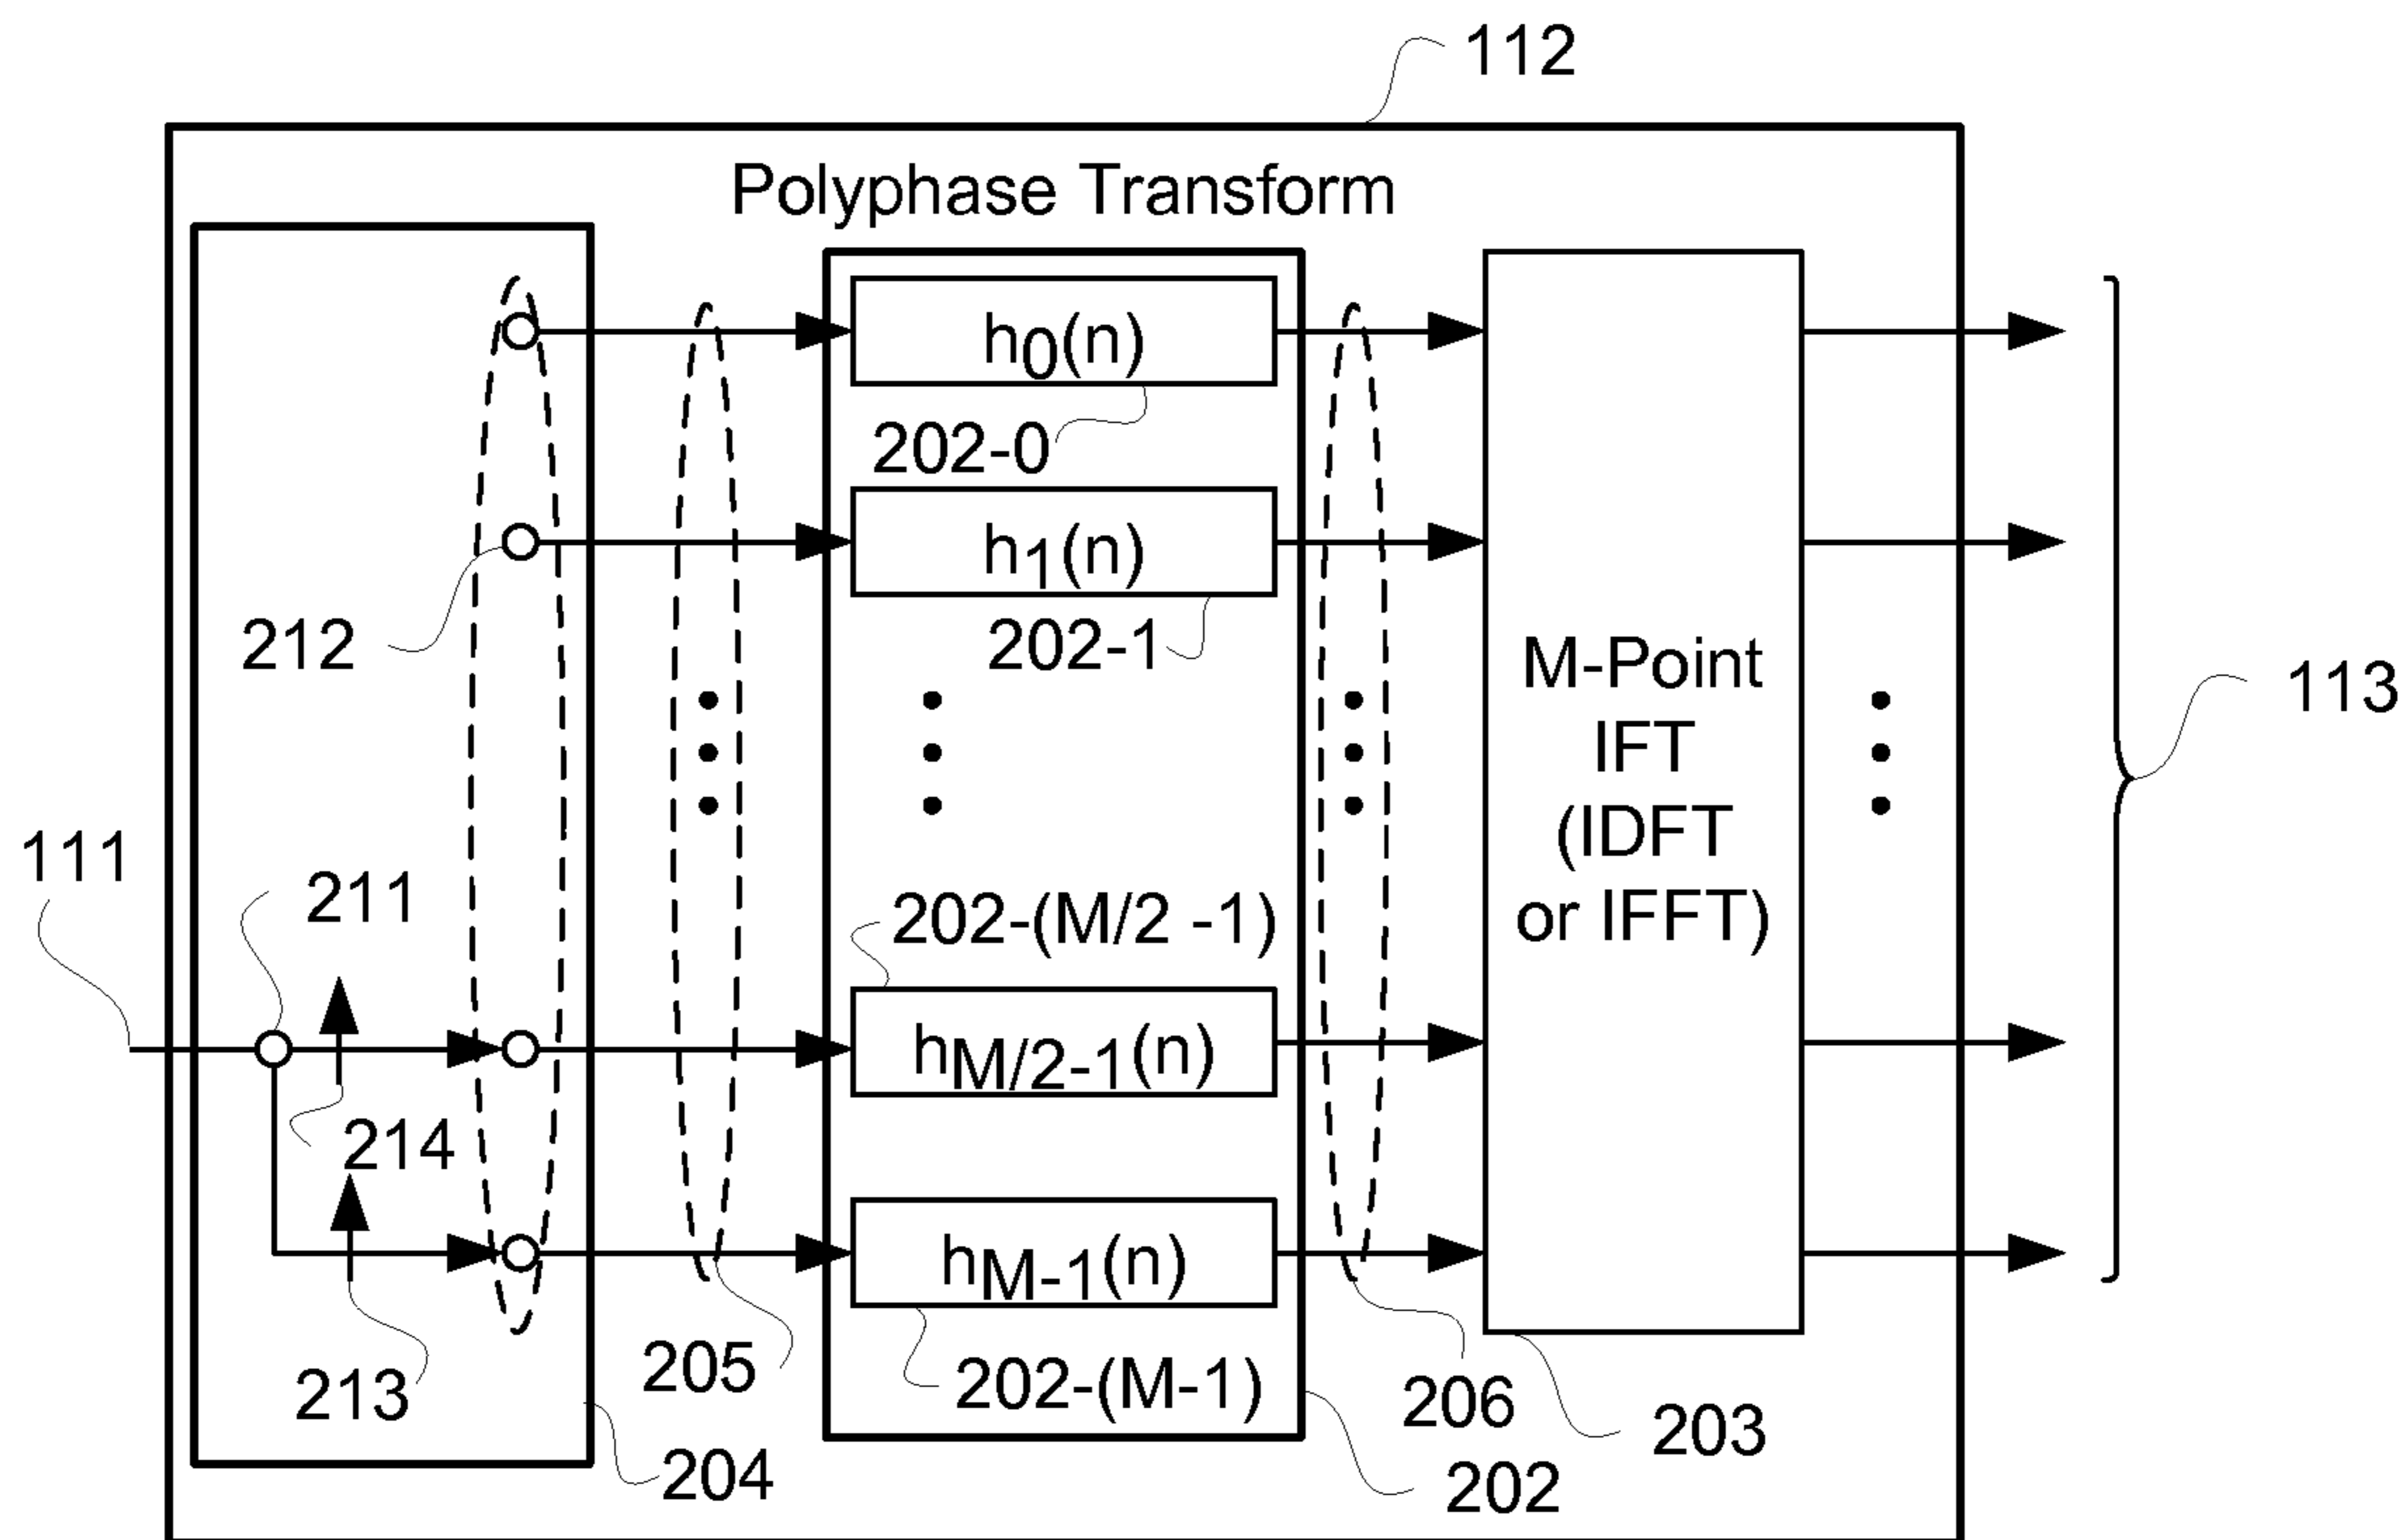 112
Polyphase Transform
h0(n)
202-0
h1(n)
212
202-1
M-Point
IFT
(IDFT
or IFFT)
113
111
211
202-(M/2 -1)
hM/2-1(n)
214
hM-1(n)
213
205
202-(M-1)
206
203
204
202